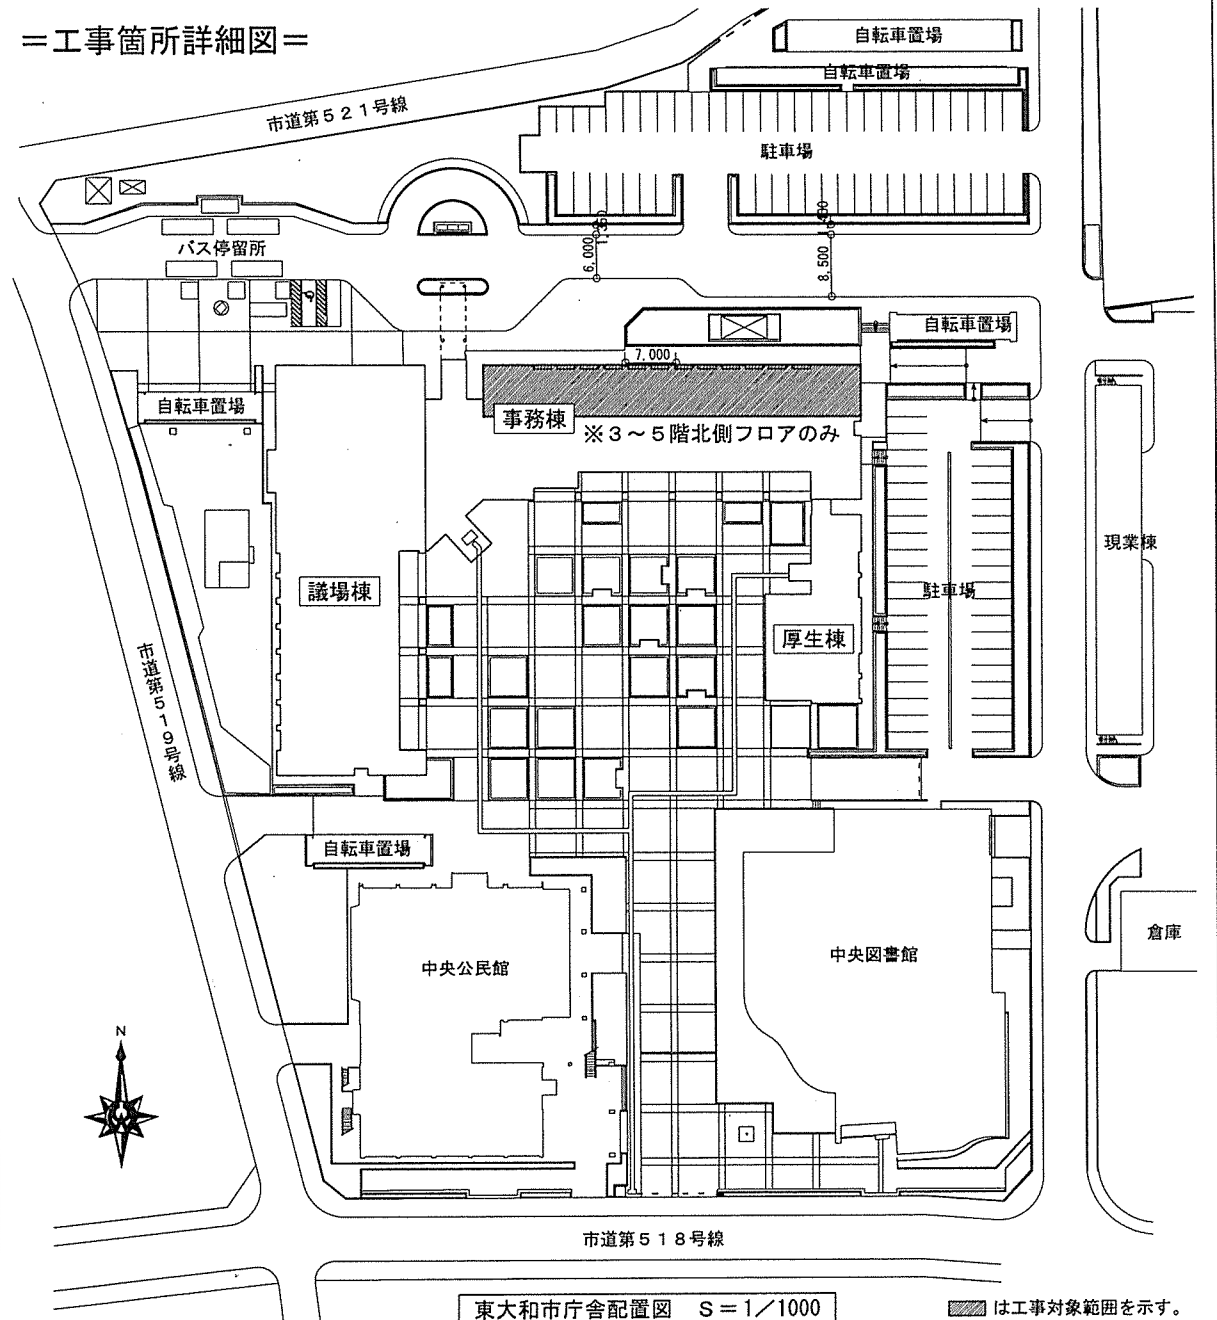 ＝工事箇所詳細図＝
自転車置場
自転車置場
市道第５２１号線
駐車場
バス停留所
6,000
8,500
自転車置場
7,000
自転車置場
事務棟
※３～５階北側フロアのみ
現業棟
議場棟
駐車場
厚生棟
市道第５１９号線
自転車置場
倉庫
中央図書館
中央公民館
N
市道第５１８号線
東大和市庁舎配置図　Ｓ＝１／1000
は工事対象範囲を示す。